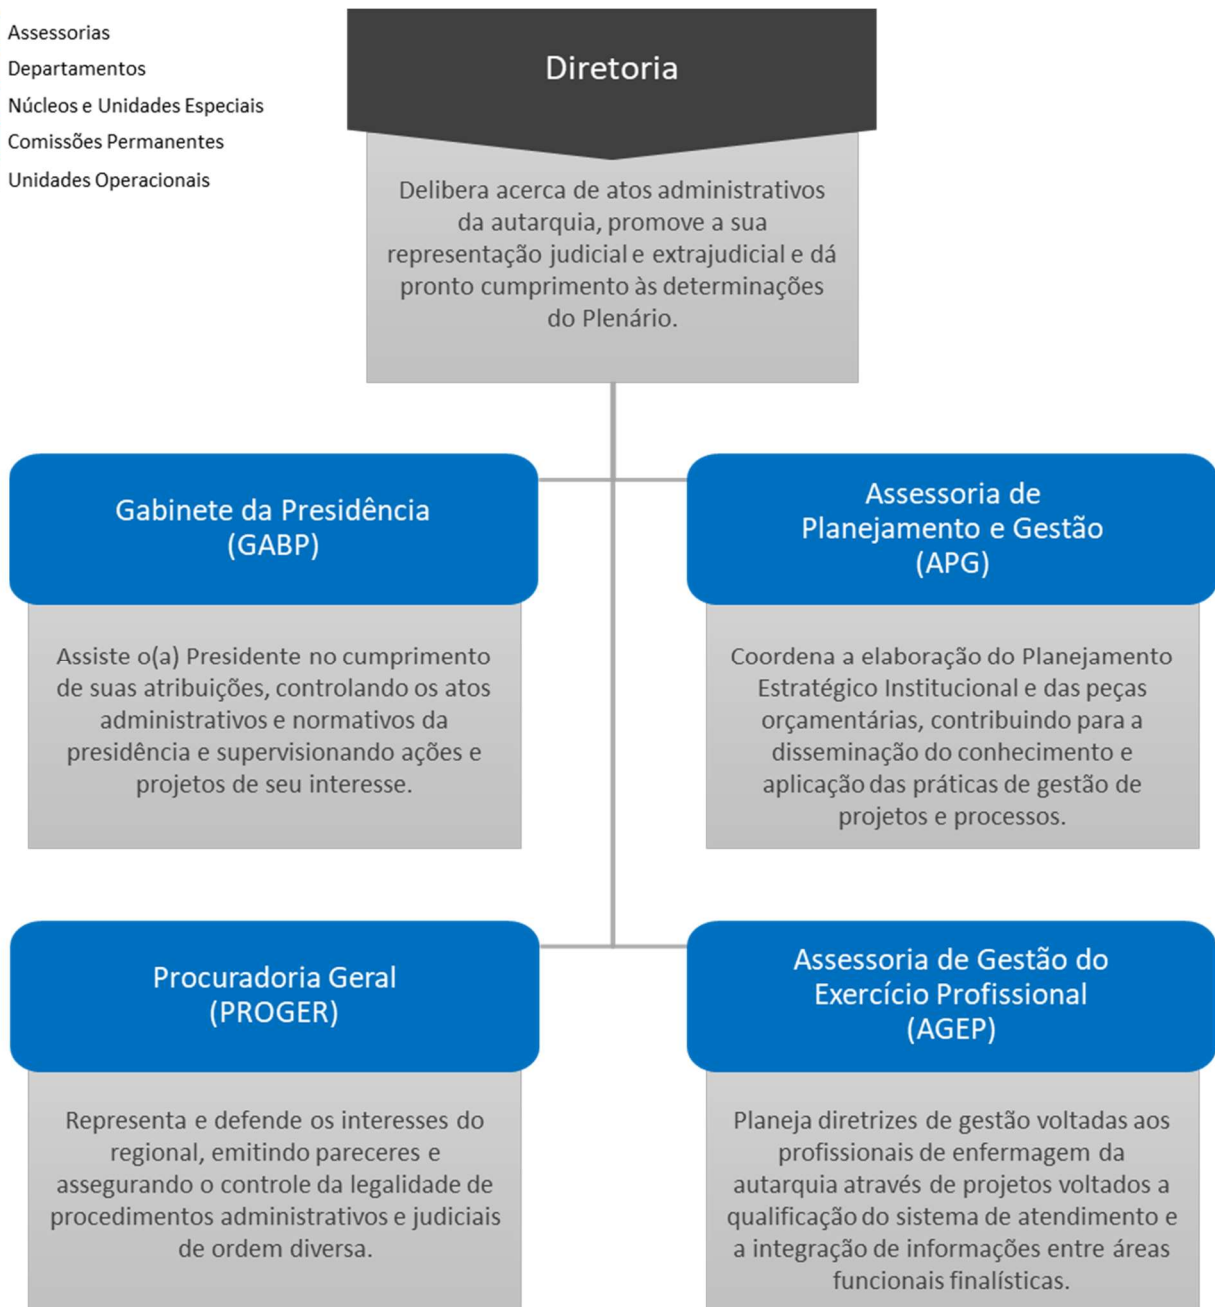 Assessorias
Departamentos
Núcleos e Unidades Especiais
Comissões Permanentes
Unidades Operacionais
Diretoria
Delibera acerca de atos administrativos
da autarquia, promove a sua
representação judicial e extrajudicial e dá
pronto cumprimento às determinações
do Plenário.
Gabinete da Presidência
(GABP)
Assiste o(a) Presidente no cumprimento
de suas atribuições, controlando os atos
administrativos e normativos da
presidência e supervisionando ações e
projetos de seu interesse.
Assessoria de
Planejamento e Gestão
(APG)
Coordena a elaboração do Planejamento
Estratégico Institucional e das peças
orçamentárias, contribuindo para a
disseminação do conhecimento e
aplicação das práticas de gestão de
projetos e processos.
Procuradoria Geral
(PROGER)
Representa e defende os interesses do
regional, emitindo pareceres e
assegurando o controle da legalidade de
procedimentos administrativos e judiciais
de ordem diversa.
Assessoria de Gestão do
Exercício Profissional
(AGEP)
Planeja diretrizes de gestão voltadas aos
profissionais de enfermagem da
autarquia através de projetos voltados a
qualificação do sistema de atendimento e
a integração de informações entre áreas
funcionais finalísticas.